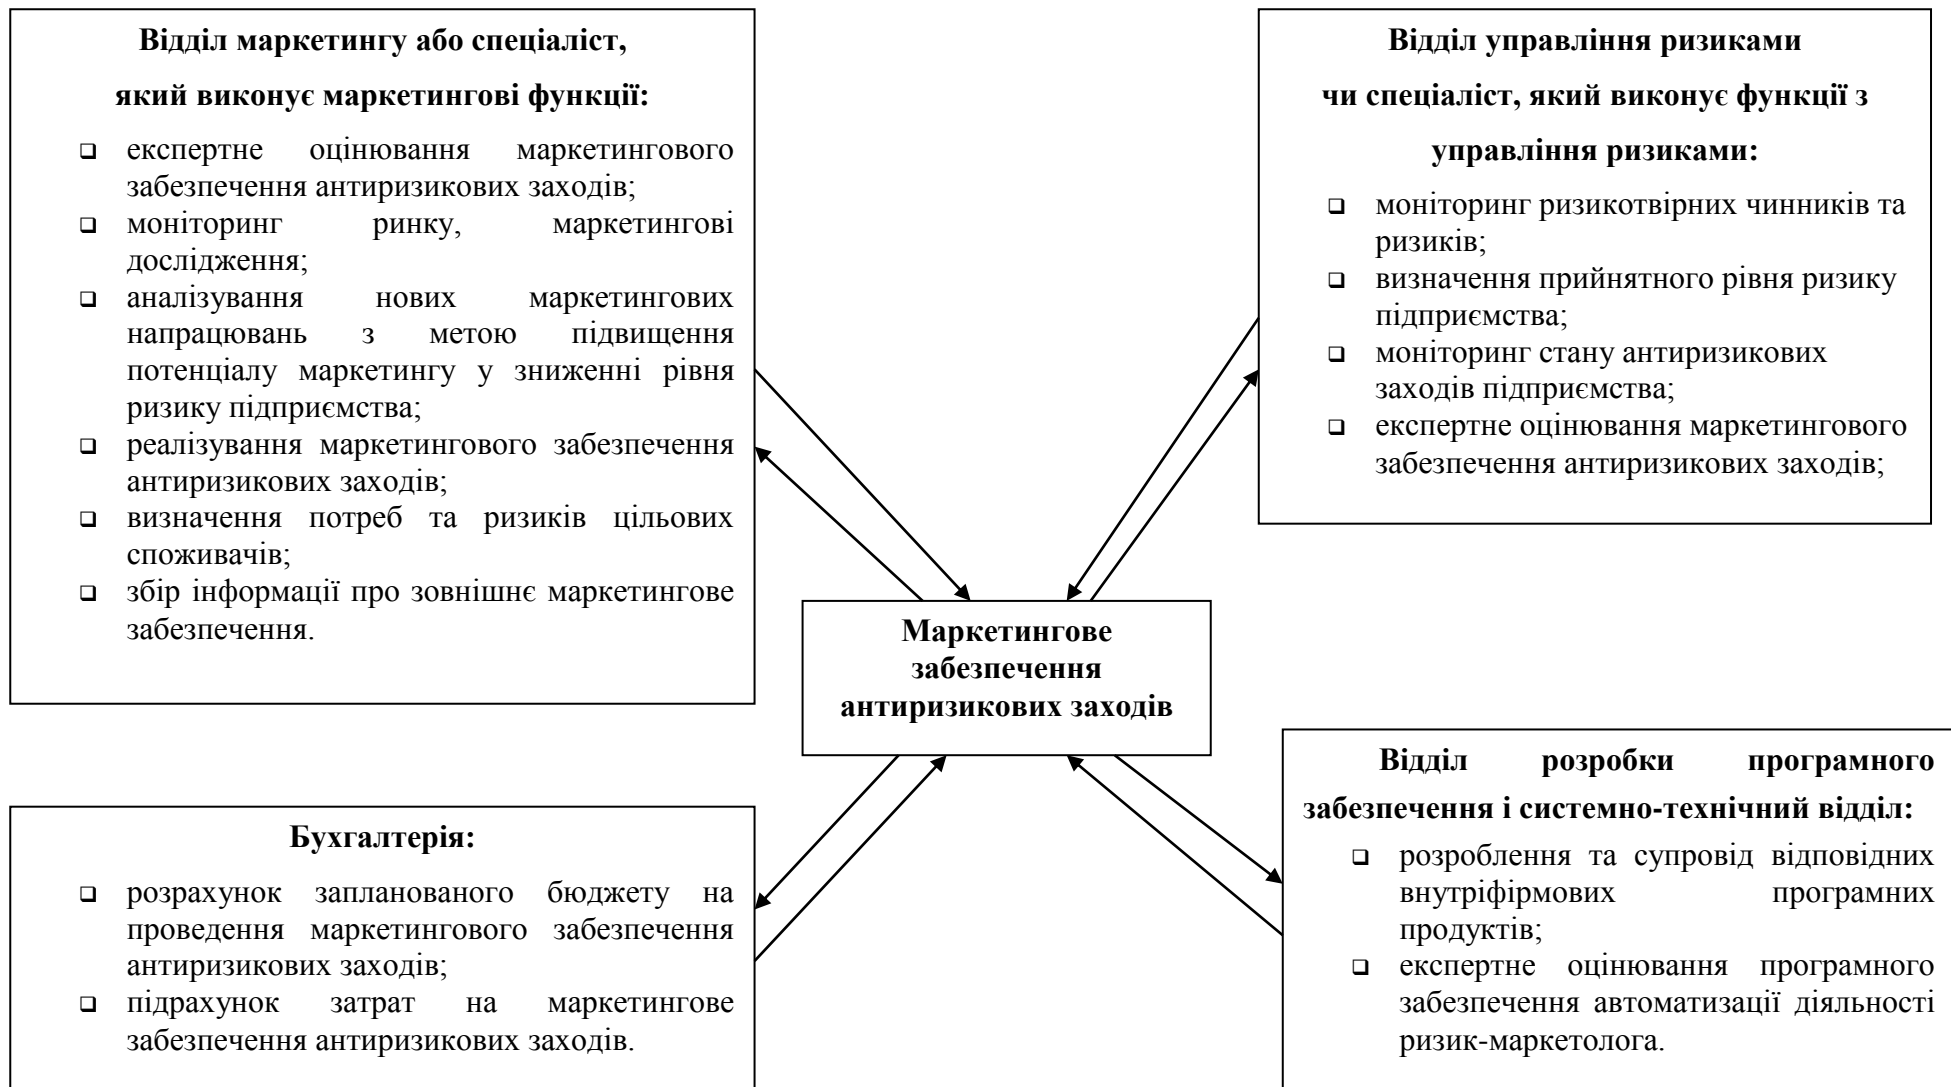 Відділ маркетингу або спеціаліст,
який виконує маркетингові функції:
експертне оцінювання маркетингового
забезпечення антиризикових заходів;
моніторинг ринку, маркетингові
дослідження;
аналізування нових маркетингових
напрацювань з метою підвищення
потенціалу маркетингу у зниженні рівня
ризику підприємства;
реалізування маркетингового забезпечення
антиризикових заходів;
визначення потреб та ризиків цільових
споживачів;
збір інформації про зовнішнє маркетингове
забезпечення.
Відділ управління ризиками
чи спеціаліст, який виконує функції з
управління ризиками:
моніторинг ризикотвірних чинників та
ризиків;
визначення прийнятного рівня ризику
підприємства;
моніторинг стану антиризикових
заходів підприємства;
експертне оцінювання маркетингового
забезпечення антиризикових заходів;
Маркетингове
забезпечення
антиризикових заходів
Бухгалтерія:
розрахунок запланованого бюджету на
проведення маркетингового забезпечення
антиризикових заходів;
підрахунок затрат на маркетингове
забезпечення антиризикових заходів.
Відділ розробки програмного
забезпечення і системно-технічний відділ:
розроблення та супровід відповідних
внутріфірмових програмних
продуктів;
експертне оцінювання програмного
забезпечення автоматизації діяльності
ризик-маркетолога.